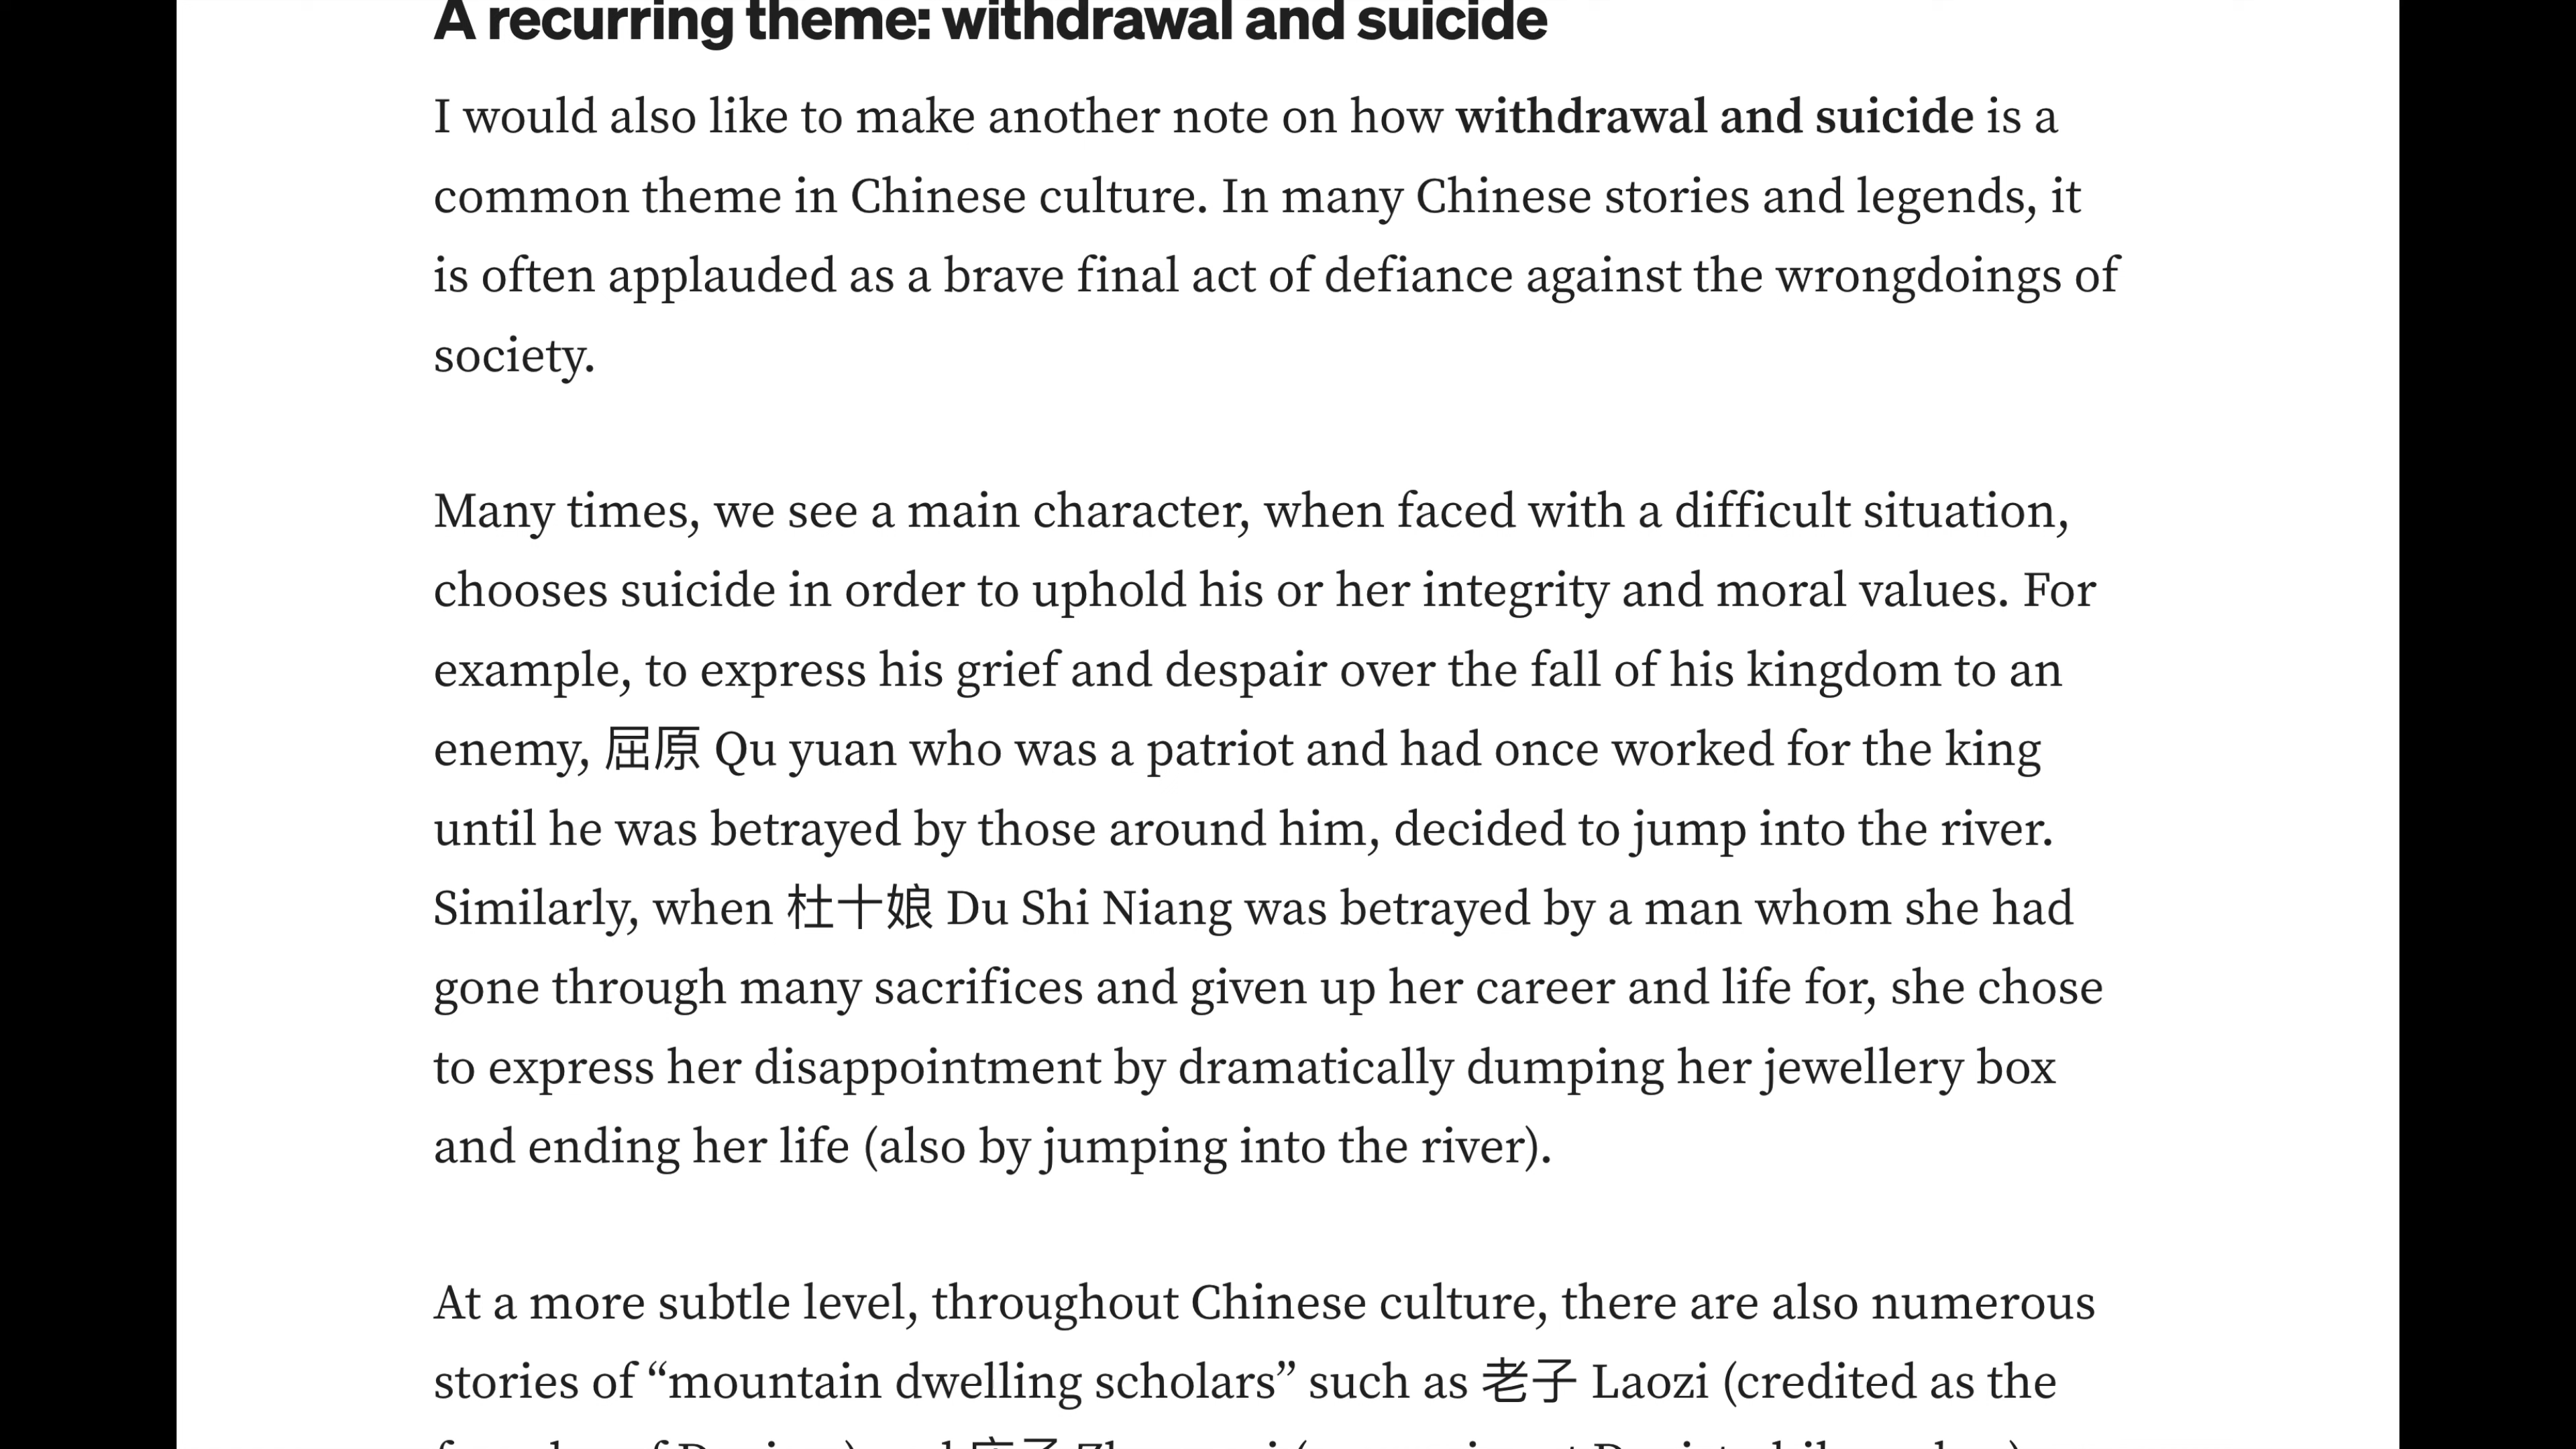 A recurring theme: withdrawal and suicide
I would also like to make another note on how withdrawal and suicide is a
common theme in Chinese culture. In many Chinese stories and legends, it
is often applauded as a brave final act of defiance against the wrongdoings of
society.
Many times, we see a main character, when faced with a difficult situation,
chooses suicide in order to uphold his or her integrity and moral values. For
example, to express his grief and despair over the fall of his kingdom to an
enemy, 屈原 Qu yuan who was a patriot and had once worked for the king
until he was betrayed by those around him, decided to jump into the river.
Similarly, when 杜十娘 Du Shi Niang was betrayed by a man whom she had
gone through many sacrifices and given up her career and life for, she chose
to express her disappointment by dramatically dumping her jewellery box
and ending her life (also by jumping into the river).
At a more subtle level, throughout Chinese culture, there are also numerous
stories of “mountain dwelling scholars” such as 老子 Laozi (credited as the